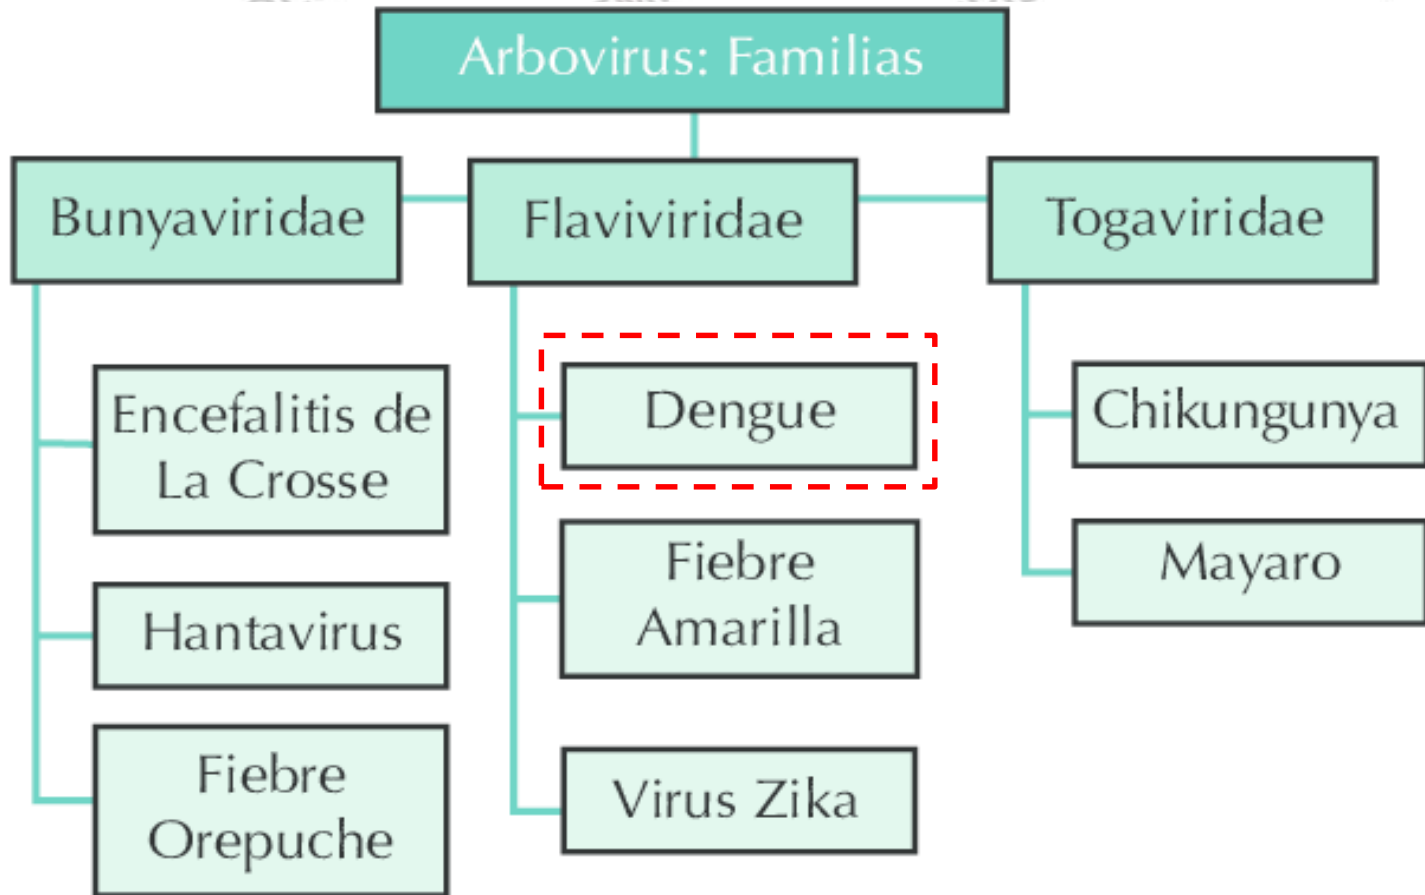 Arbovirus: Familias
Bunyaviridae
Flaviviridae
Togaviridae
Encefalitis de
La Crosse
Hantavirus
Fiebre
Orepuche
Dengue
Fiebre
Amarilla
Virus Zika
Chikungunya
Mayaro